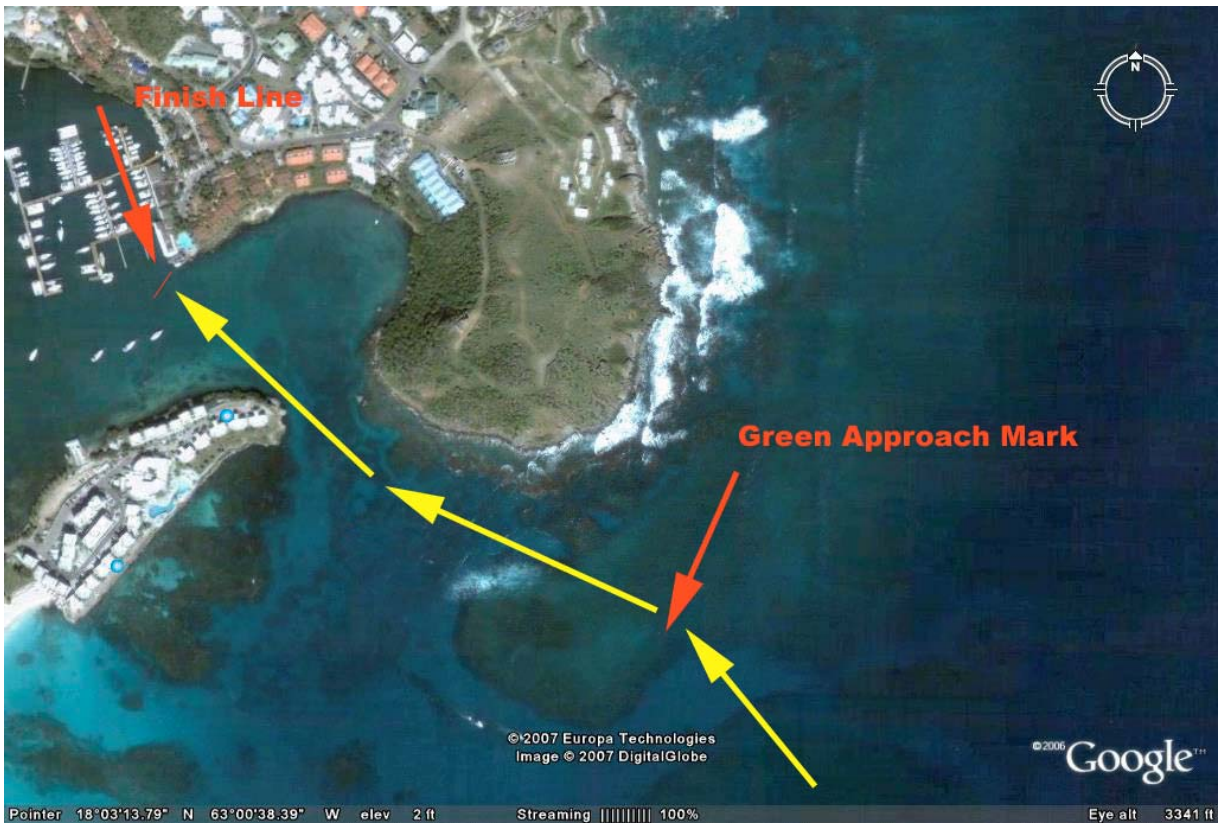 Finish Line
N
Green Approach Mark
© 2007 Europa Technologies
Image © 2007 DigitalGlobe
©2006 Google™
Pointer 18°03'13.79" N 63°00'38.39" W elev 2 ft Streaming |||||||||| 100% Eye alt 3341 ft